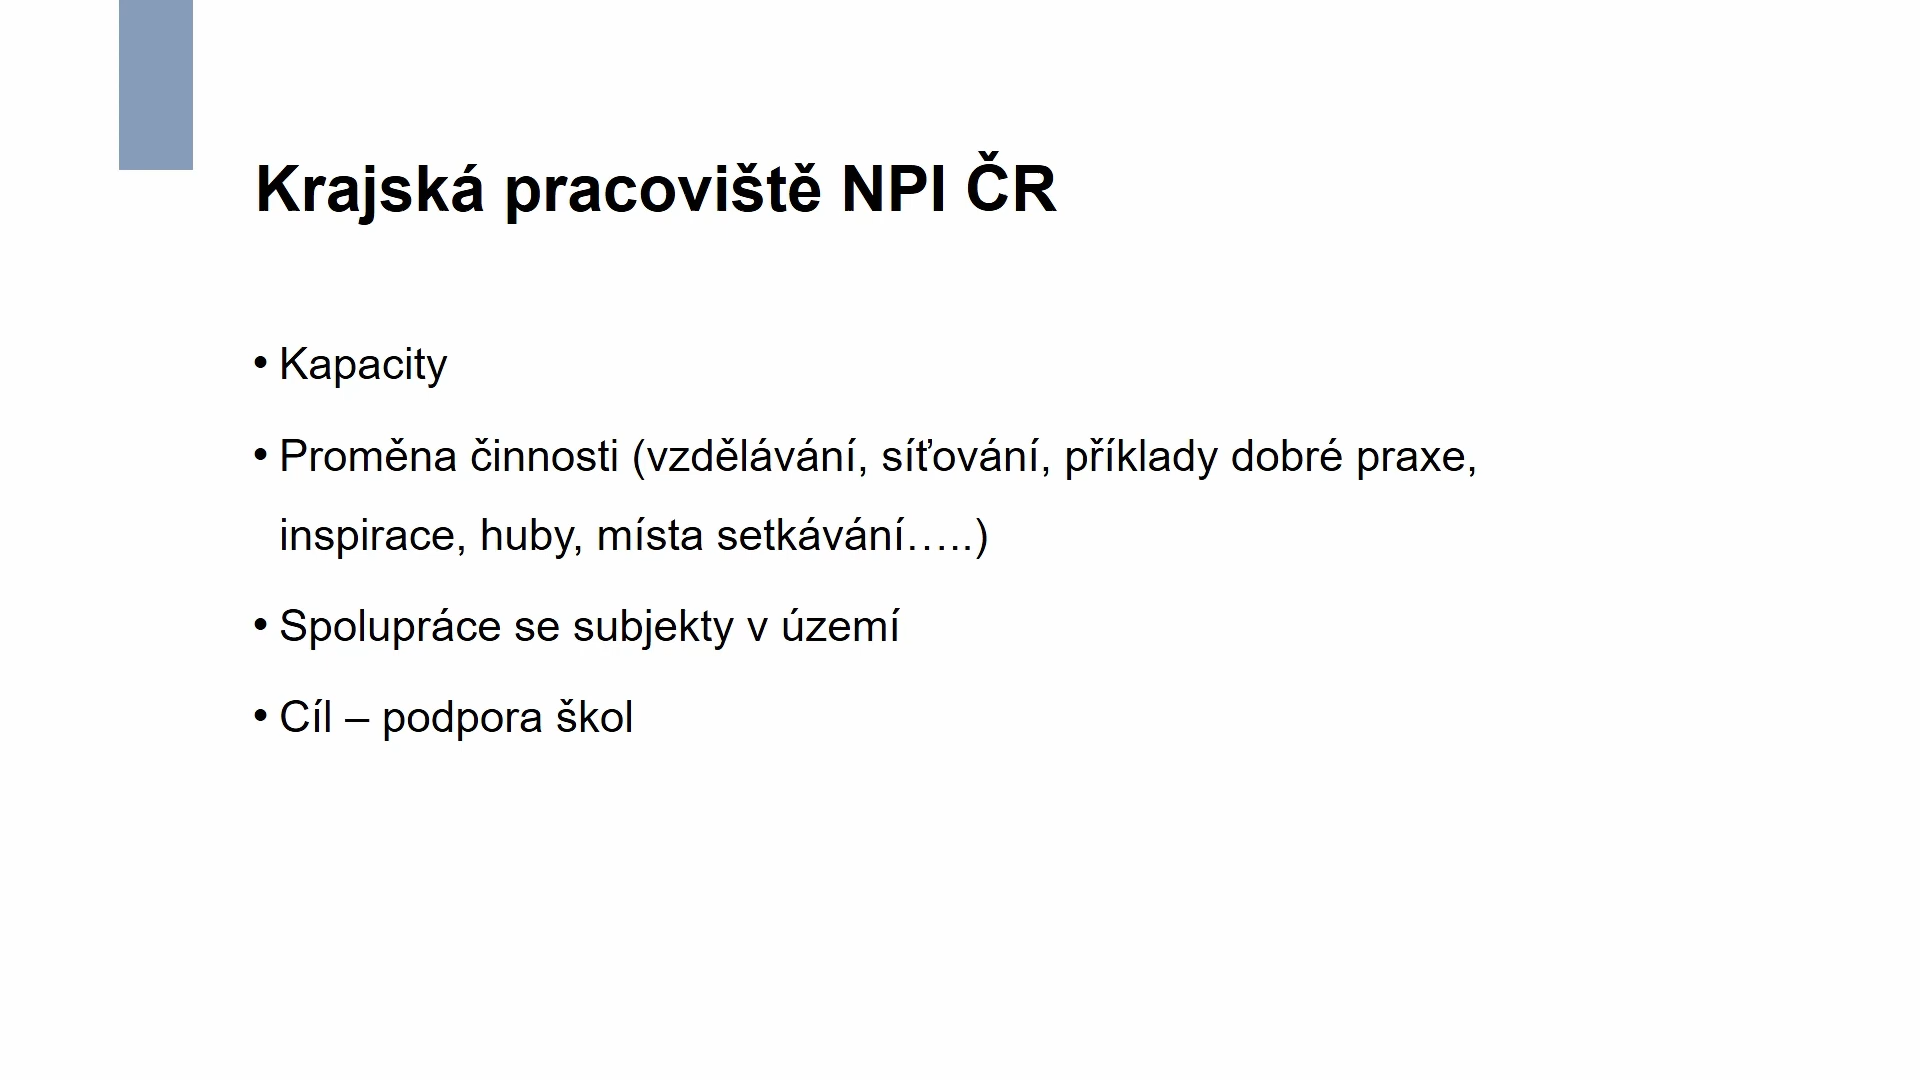 Krajská pracoviště NPI ČR
• Kapacity
• Proměna činnosti (vzdělávání, síťování, příklady dobré praxe,
inspirace, huby, místa setkávání…..)
• Spolupráce se subjekty v území
• Cíl – podpora škol